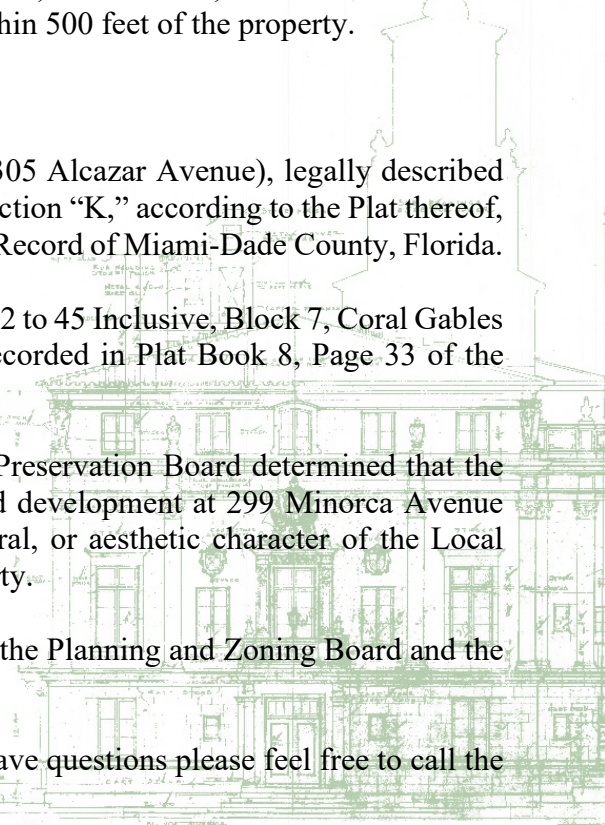 hin 500 feet of the property.
305 Alcazar Avenue), legally described
ction “K,” according to the Plat thereof,
Record of Miami-Dade County, Florida.
2 to 45 Inclusive, Block 7, Coral Gables
ecorded in Plat Book 8, Page 33 of the
Preservation Board determined that the
d development at 299 Minorca Avenue
ral, or aesthetic character of the Local
ty.
the Planning and Zoning Board and the
ave questions please feel free to call the